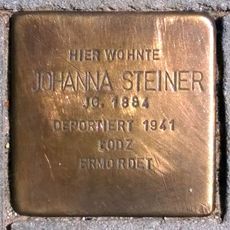 HIER WOHNTE
JOHANNA STEINER
JG. 1884
DEPORTIERT 1941
LODZ
ERMORDET